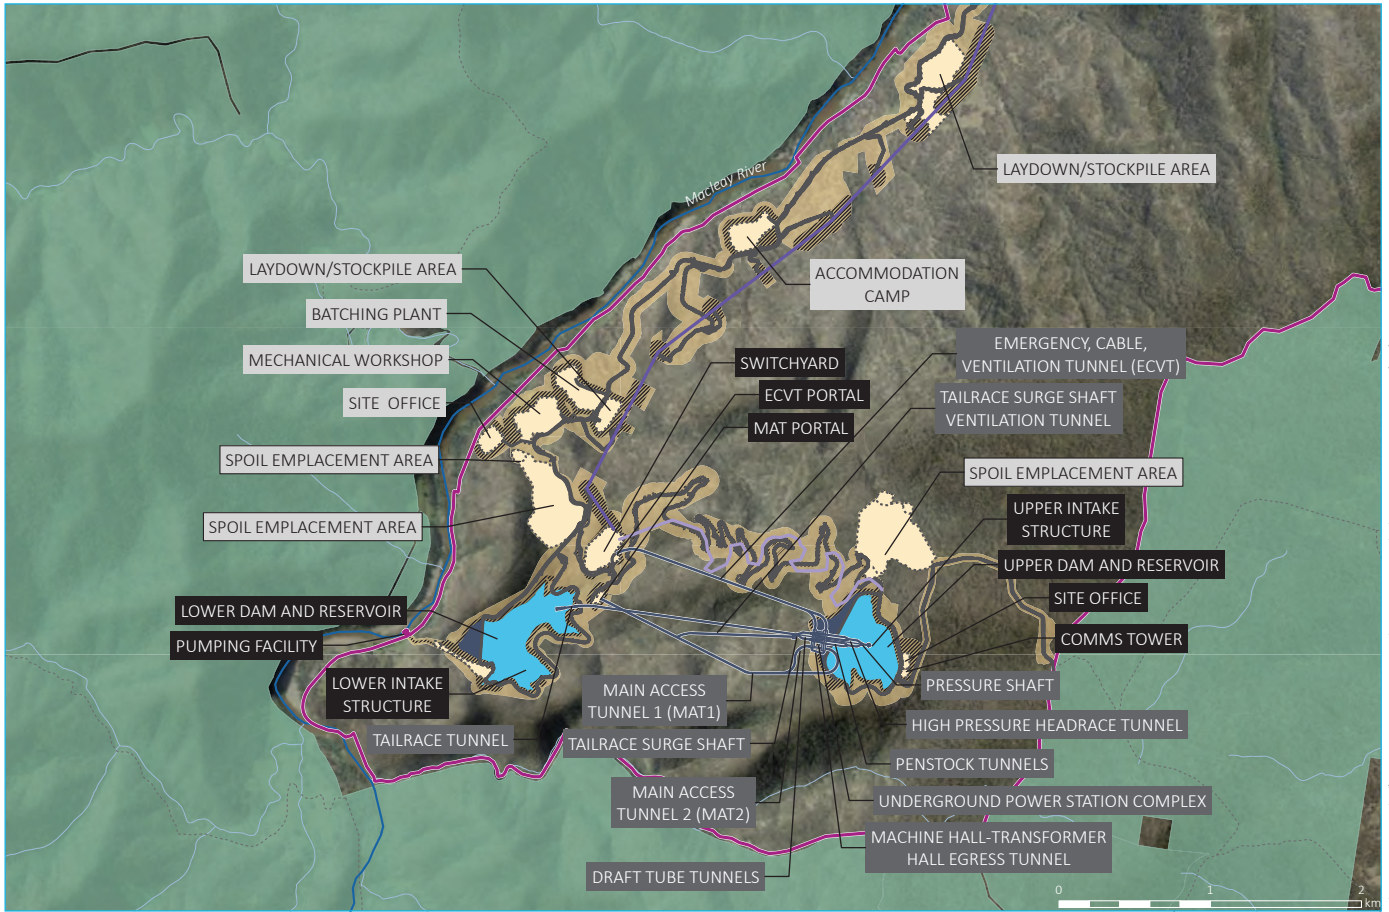 Macleay River
LAYDOWN/STOCKPILE AREA
LAYDOWN/STOCKPILE AREA
ACCOMMODATION
CAMP
BATCHING PLANT
MECHANICAL WORKSHOP
SITE OFFICE
SPOIL EMPLACEMENT AREA
SPOIL EMPLACEMENT AREA
SWITCHYARD
ECVT PORTAL
MAT PORTAL
EMERGENCY, CABLE,
VENTILATION TUNNEL (ECVT)
TAILRACE SURGE SHAFT
VENTILATION TUNNEL
SPOIL EMPLACEMENT AREA
UPPER INTAKE
STRUCTURE
UPPER DAM AND RESERVOIR
SITE OFFICE
COMMS TOWER
LOWER DAM AND RESERVOIR
PUMPING FACILITY
LOWER INTAKE
STRUCTURE
TAILRACE TUNNEL
MAIN ACCESS
TUNNEL 1 (MAT1)
TAILRACE SURGE SHAFT
MAIN ACCESS
TUNNEL 2 (MAT2)
DRAFT TUBE TUNNELS
PRESSURE SHAFT
HIGH PRESSURE HEADRACE TUNNEL
PENSTOCK TUNNELS
UNDERGROUND POWER STATION COMPLEX
MACHINE HALL-TRANSFORMER
HALL EGRESS TUNNEL
0 1 2
km